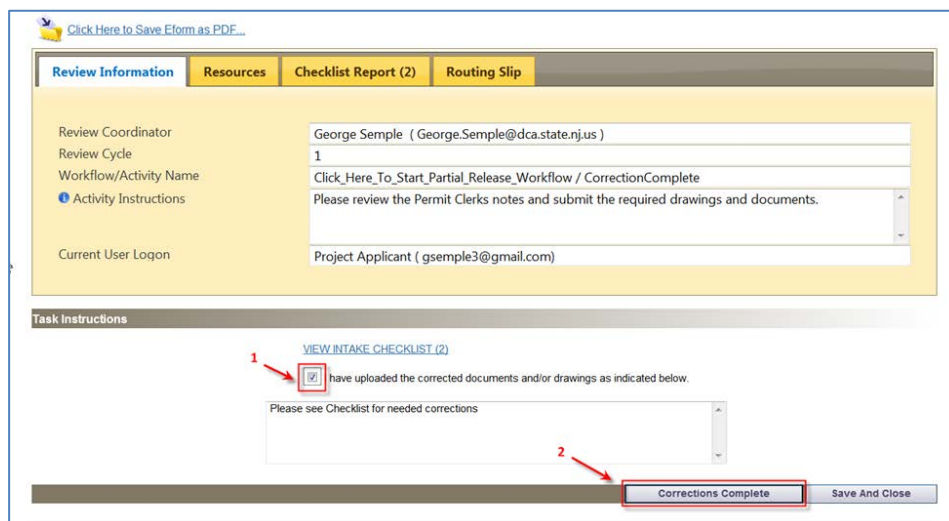 Click Here to Save Eform as PDF...
Review Information Resources Checklist Report (2) Routing Slip
Review Coordinator George Semple ( George.Semple@dca.state.nj.us )
Review Cycle 1
Workflow/Activity Name Click_Here_To_Start_Partial_Release_Workflow / CorrectionComplete
Activity Instructions Please review the Permit Clerks notes and submit the required drawings and documents.
Current User Logon Project Applicant ( gsemple3@gmail.com)
Task Instructions
VIEW INTAKE CHECKLIST (2)
1
have uploaded the corrected documents and/or drawings as indicated below.
Please see Checklist for needed corrections
2
Corrections Complete Save And Close